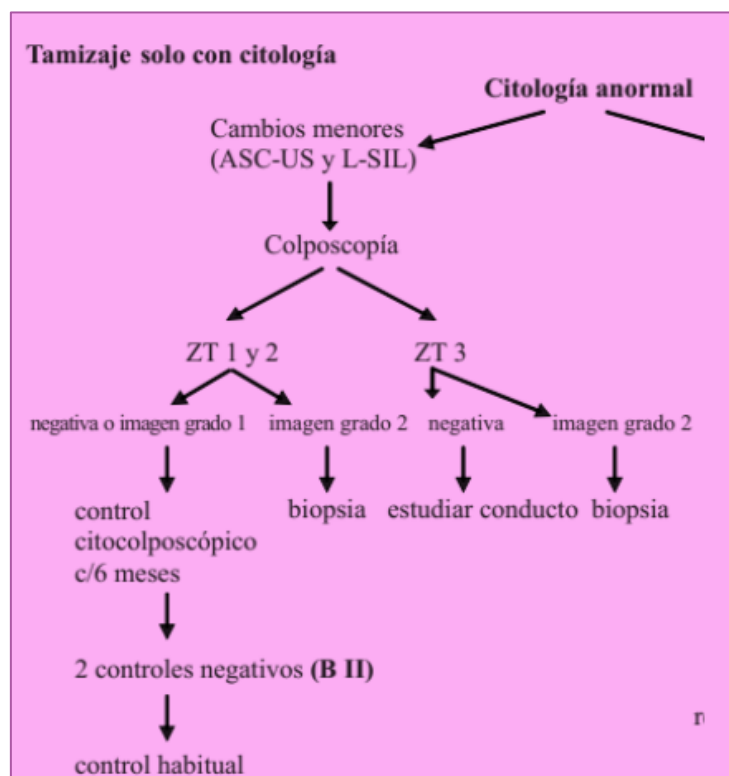 Tamizaje solo con citología
Citología anormal
Cambios menores
(ASC-US y L-SIL)
Colposcopía
ZT 1 y 2
ZT 3
negativa o imagen grado 1
imagen grado 2
negativa
imagen grado 2
control
citocolposcópico
c/6 meses
biopsia
estudiar conducto
biopsia
2 controles negativos (B II)
control habitual